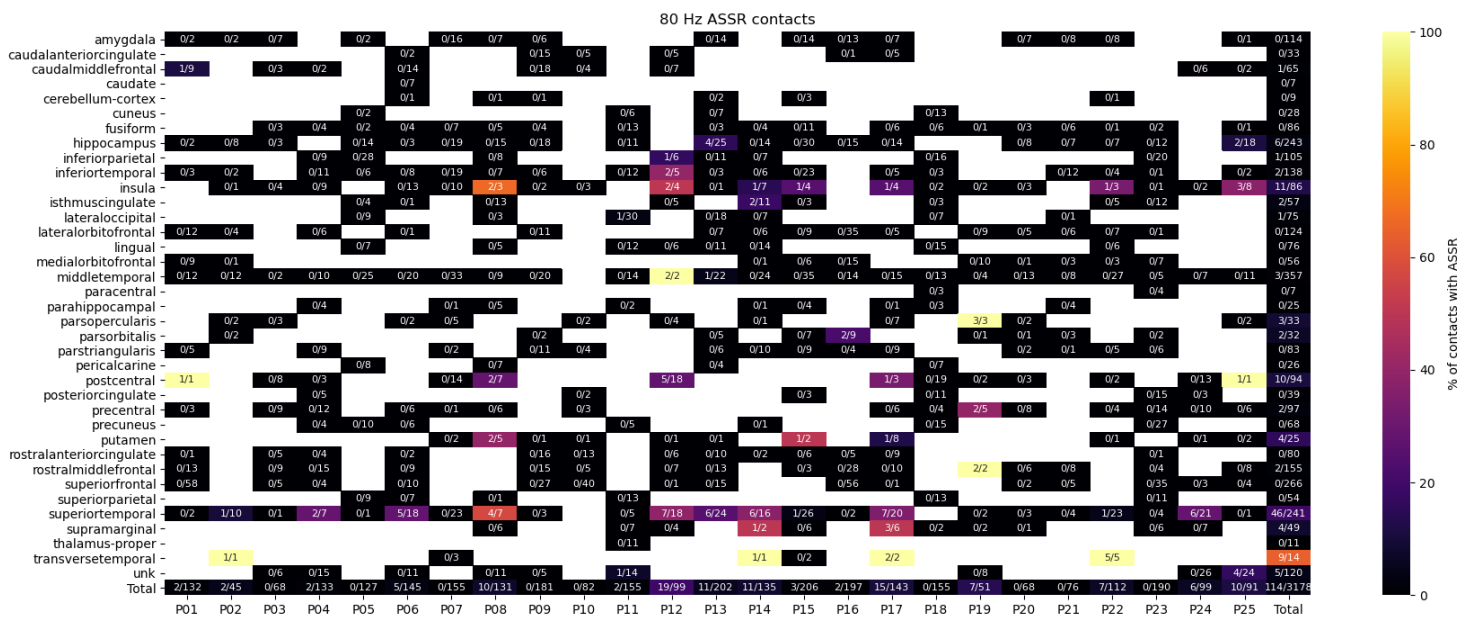 80 Hz ASSR contacts
amygdala 0/2 0/2 0/7 0/2 0/16 0/7 0/6 0/14 0/14 0/13 0/7 0/7 0/8 0/8 0/1 0/114
caudalanteriorcingulate 0/2 0/15 0/5 0/5 0/1 0/5 0/33
caudalmiddlefrontal 1/9 0/3 0/2 0/14 0/18 0/4 0/7 0/6 0/2 1/65
caudate 0/7 0/7
cerebellum-cortex 0/1 0/1 0/1 0/2 0/3 0/1 0/9
cuneus 0/2 0/6 0/7 0/13 0/28
fusiform 0/3 0/4 0/2 0/4 0/7 0/5 0/4 0/13 0/3 0/4 0/11 0/6 0/6 0/1 0/3 0/6 0/1 0/2 0/1 0/86
hippocampus 0/2 0/8 0/3 0/14 0/3 0/19 0/15 0/18 0/11 4/25 0/14 0/30 0/15 0/14 0/8 0/7 0/7 0/12 2/18 6/243
inferiorparietal 0/9 0/28 0/8 1/6 0/11 0/7 0/16 0/20 1/105
inferiortemporal 0/3 0/2 0/11 0/6 0/8 0/19 0/7 0/6 0/12 2/5 0/1 0/6 0/23 0/5 0/3 0/2 0/12 0/4 0/1 2/138
insula 0/1 0/4 0/9 0/13 0/10 2/3 0/2 0/3 2/4 0/3 1/7 1/4 1/4 0/2 0/2 0/3 1/3 0/1 0/2 3/8 11/86
isthmuscingulate 0/4 0/1 0/13 0/5 2/11 0/3 0/3 0/5 0/12 2/57
lateraloccipital 0/9 0/3 1/30 0/18 0/7 0/7 0/1 1/75
lateralorbitofrontal 0/12 0/4 0/6 0/1 0/11 0/7 0/6 0/9 0/35 0/5 0/9 0/5 0/6 0/7 0/1 0/124
lingual 0/7 0/5 0/12 0/6 0/11 0/14 0/15 0/6 0/76
medialorbitofrontal 0/9 0/1 0/1 0/6 0/15 0/10 0/1 0/3 0/3 0/7 0/56
middletemporal 0/12 0/12 0/2 0/10 0/25 0/20 0/33 0/9 0/20 0/14 2/2 1/22 0/24 0/35 0/14 0/15 0/13 0/4 0/13 0/8 0/27 0/5 0/7 0/11 3/357
paracentral 0/3 0/4 0/7
parahippocampal 0/4 0/1 0/5 0/2 0/1 0/4 0/1 0/3 0/4 0/25
parsopercularis 0/2 0/3 0/2 0/5 0/2 0/4 0/1 0/7 3/3 0/2 0/2 3/33
parsorbitalis 0/2 0/2 0/5 0/7 2/9 0/1 0/1 0/3 0/2 2/32
parstriangularis 0/5 0/9 0/2 0/11 0/4 0/6 0/10 0/9 0/4 0/9 0/2 0/1 0/5 0/6 0/83
pericalcarine 0/8 0/7 0/4 0/7 0/26
postcentral 1/1 0/8 0/3 0/14 2/7 5/18 1/3 0/19 0/2 0/3 0/2 0/13 1/1 10/94
posteriorcingulate 0/5 0/2 0/3 0/11 0/15 0/3 0/39
precentral 0/3 0/9 0/12 0/6 0/1 0/6 0/3 0/6 0/4 2/5 0/8 0/4 0/14 0/10 0/6 2/97
precuneus 0/4 0/10 0/6 0/5 0/1 0/15 0/27 0/68
putamen 0/2 2/5 0/1 0/1 0/1 0/1 1/2 1/8 0/1 0/1 0/2 4/25
rostralanteriorcingulate 0/1 0/5 0/4 0/2 0/16 0/13 0/6 0/10 0/2 0/6 0/5 0/9 0/1 0/80
rostralmiddlefrontal 0/13 0/9 0/15 0/9 0/15 0/5 0/7 0/13 0/3 0/28 0/10 2/2 0/6 0/8 0/4 0/8 2/155
superiorfrontal 0/58 0/5 0/4 0/10 0/27 0/40 0/1 0/15 0/56 0/1 0/2 0/5 0/35 0/3 0/4 0/266
superiorparietal 0/9 0/7 0/1 0/13 0/13 0/11 0/54
superiortemporal 0/2 1/10 0/1 2/7 0/1 5/18 0/23 4/7 0/3 0/5 7/18 6/24 6/16 1/26 0/2 7/20 0/2 0/3 0/4 1/23 0/4 6/21 0/1 46/241
supramarginal 0/6 0/7 0/4 1/2 0/6 3/6 0/2 0/2 0/1 0/6 0/7 4/49
thalamus-proper 0/11 0/11
transversetemporal 1/1 0/3 1/1 0/2 2/2 5/5 9/14
unk 0/6 0/15 0/11 0/11 0/5 1/14 0/8 0/26 4/24 5/120
Total 2/132 2/45 0/68 2/133 0/127 5/145 0/155 10/131 0/181 0/82 2/155 19/99 11/202 11/135 3/206 2/197 15/143 0/155 7/51 0/68 0/76 7/112 0/190 6/99 10/91 114/3178
P01 P02 P03 P04 P05 P06 P07 P08 P09 P10 P11 P12 P13 P14 P15 P16 P17 P18 P19 P20 P21 P22 P23 P24 P25 Total
100
80
60
40
20
0
% of contacts with ASSR